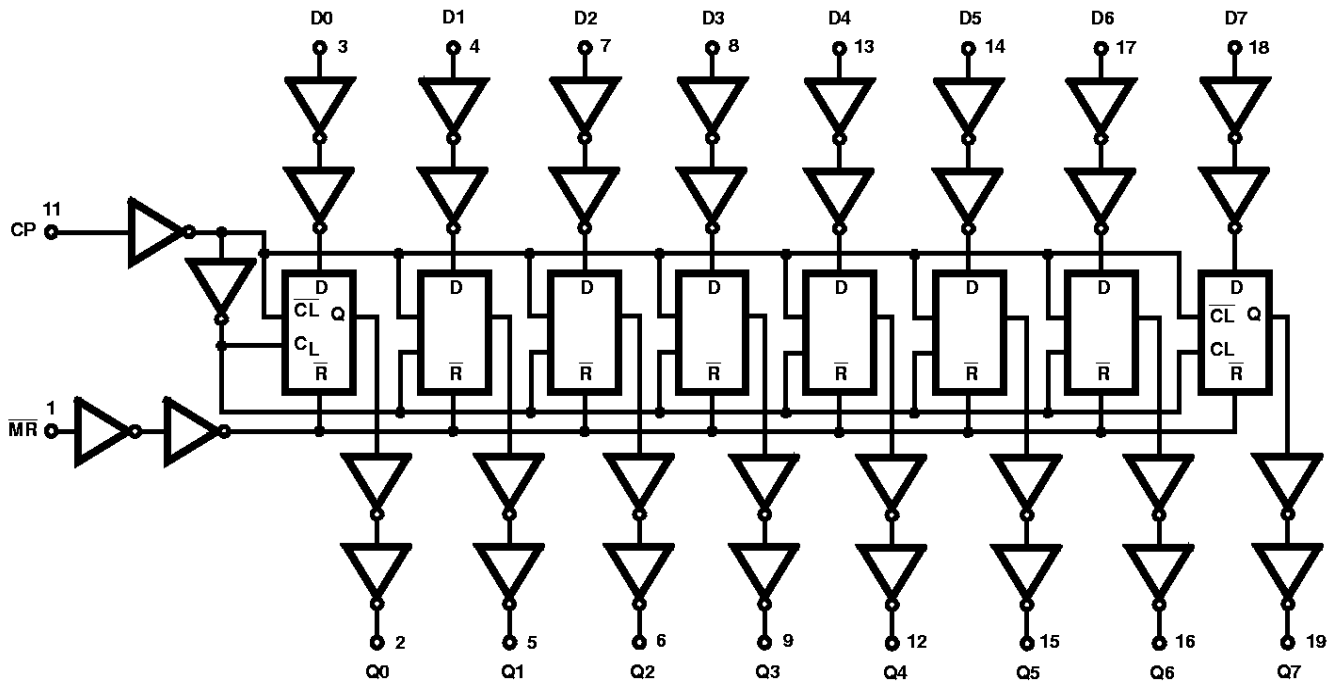 D0 D1 D2 D3 D4 D5 D6 D7
3 4 7 8 13 14 17 18
11
CP
D D D D D D D D
CL Q CL Q
CL CL
R R R R R R R R
1
MR
2 5 6 9 12 15 16 19
Q0 Q1 Q2 Q3 Q4 Q5 Q6 Q7